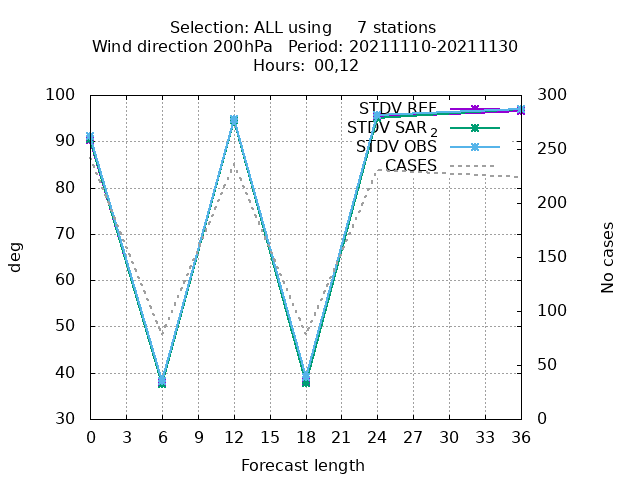 Selection: ALL using     7 stations
Wind direction 200hPa   Period: 20211110-20211130
Hours:  00,12
100
90
80
70
60
50
40
30
deg
300
250
200
150
100
50
0
No cases
STDV REF
STDV SAR 2
STDV OBS
CASES
0 3 6 9 12 15 18 21 24 27 30 33 36
Forecast length